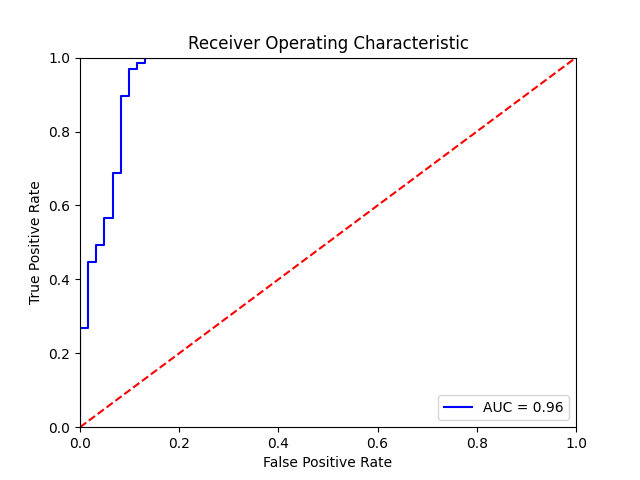 Receiver Operating Characteristic
1.0
0.8
0.6
0.4
0.2
0.0
True Positive Rate
AUC = 0.96
0.0 0.2 0.4 0.6 0.8 1.0
False Positive Rate